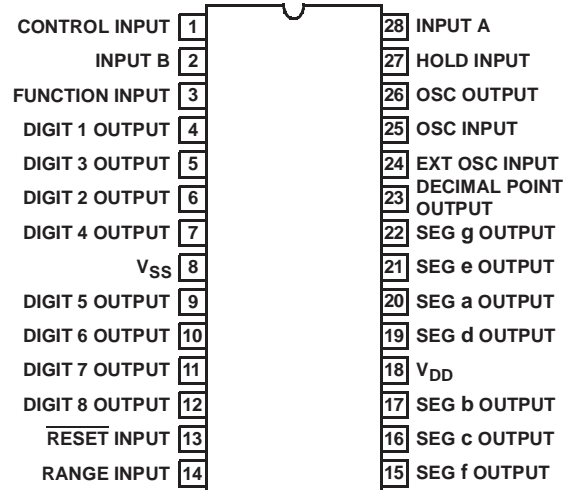 CONTROL INPUT 1 28 INPUT A
INPUT B 2 27 HOLD INPUT
FUNCTION INPUT 3 26 OSC OUTPUT
DIGIT 1 OUTPUT 4 25 OSC INPUT
DIGIT 3 OUTPUT 5 24 EXT OSC INPUT
DIGIT 2 OUTPUT 6 23 DECIMAL POINT
OUTPUT
DIGIT 4 OUTPUT 7 22 SEG g OUTPUT
VSS 8 21 SEG e OUTPUT
DIGIT 5 OUTPUT 9 20 SEG a OUTPUT
DIGIT 6 OUTPUT 10 19 SEG d OUTPUT
DIGIT 7 OUTPUT 11 18 VDD
DIGIT 8 OUTPUT 12 17 SEG b OUTPUT
RESET INPUT 13 16 SEG c OUTPUT
RANGE INPUT 14 15 SEG f OUTPUT